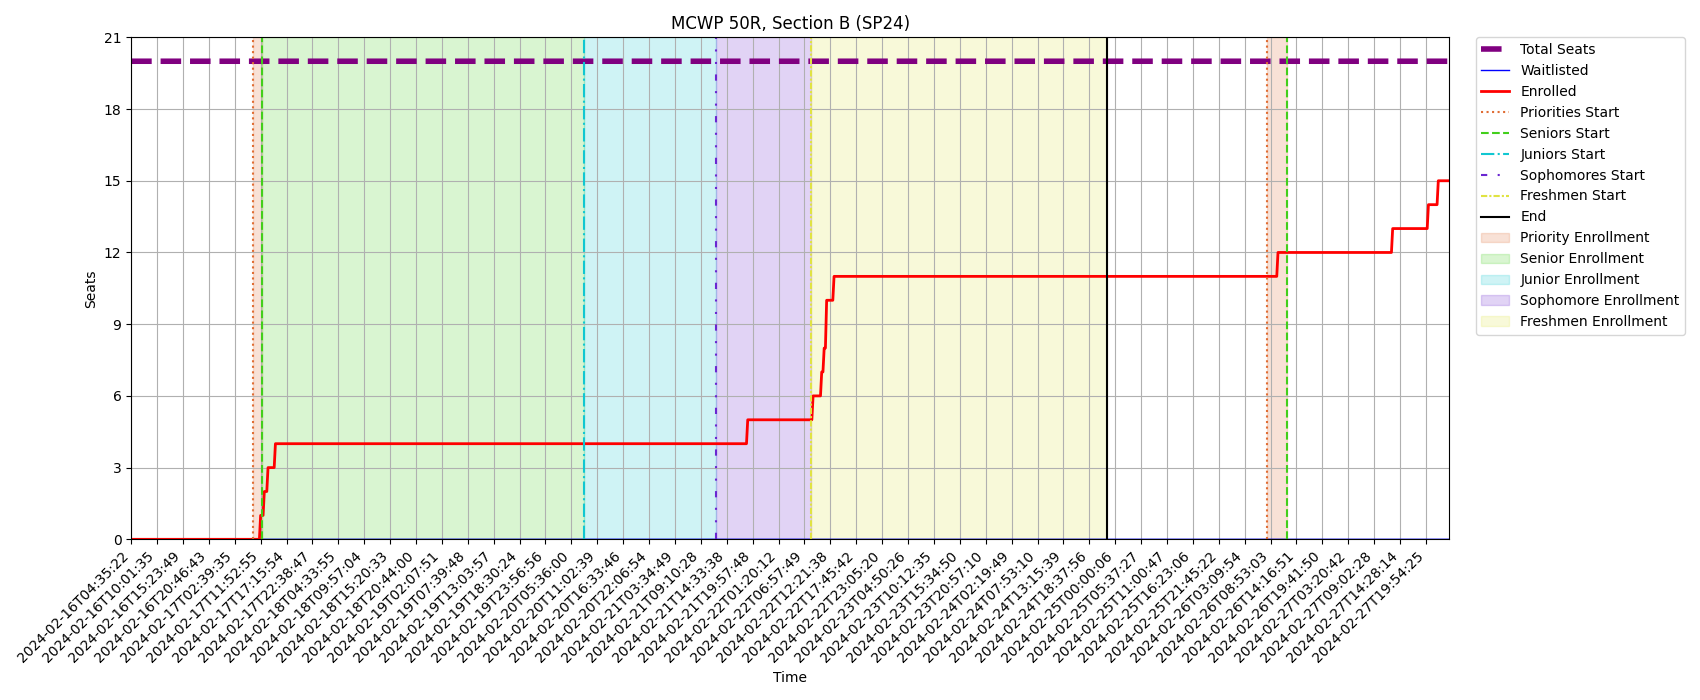 MCWP 50R, Section B (SP24)
21
18
15
12
9
6
3
0
Seats
2024-02-16T04:35:22
2024-02-16T10:01:35
2024-02-16T15:23:49
2024-02-16T20:46:43
2024-02-17T02:39:35
2024-02-17T11:52:55
2024-02-17T17:15:54
2024-02-17T22:38:47
2024-02-18T04:33:55
2024-02-18T09:57:04
2024-02-18T15:20:33
2024-02-18T20:44:00
2024-02-19T02:07:51
2024-02-19T07:39:48
2024-02-19T13:03:57
2024-02-19T18:30:24
2024-02-19T23:56:56
2024-02-20T05:36:00
2024-02-20T11:02:39
2024-02-20T16:33:46
2024-02-20T22:06:54
2024-02-21T03:34:49
2024-02-21T09:10:28
2024-02-21T14:33:38
2024-02-21T19:57:48
2024-02-22T01:20:12
2024-02-22T06:57:49
2024-02-22T12:21:38
2024-02-22T17:45:42
2024-02-22T23:05:20
2024-02-23T04:50:26
2024-02-23T10:12:35
2024-02-23T15:34:50
2024-02-23T20:57:10
2024-02-24T02:19:49
2024-02-24T07:53:10
2024-02-24T13:15:39
2024-02-24T18:37:56
2024-02-25T00:00:06
2024-02-25T05:37:27
2024-02-25T11:00:47
2024-02-25T16:23:06
2024-02-25T21:45:22
2024-02-26T03:09:54
2024-02-26T08:53:03
2024-02-26T14:16:51
2024-02-26T19:41:50
2024-02-27T03:20:42
2024-02-27T09:02:28
2024-02-27T14:28:14
2024-02-27T19:54:25
Time
Total Seats
Waitlisted
Enrolled
Priorities Start
Seniors Start
Juniors Start
Sophomores Start
Freshmen Start
End
Priority Enrollment
Senior Enrollment
Junior Enrollment
Sophomore Enrollment
Freshmen Enrollment